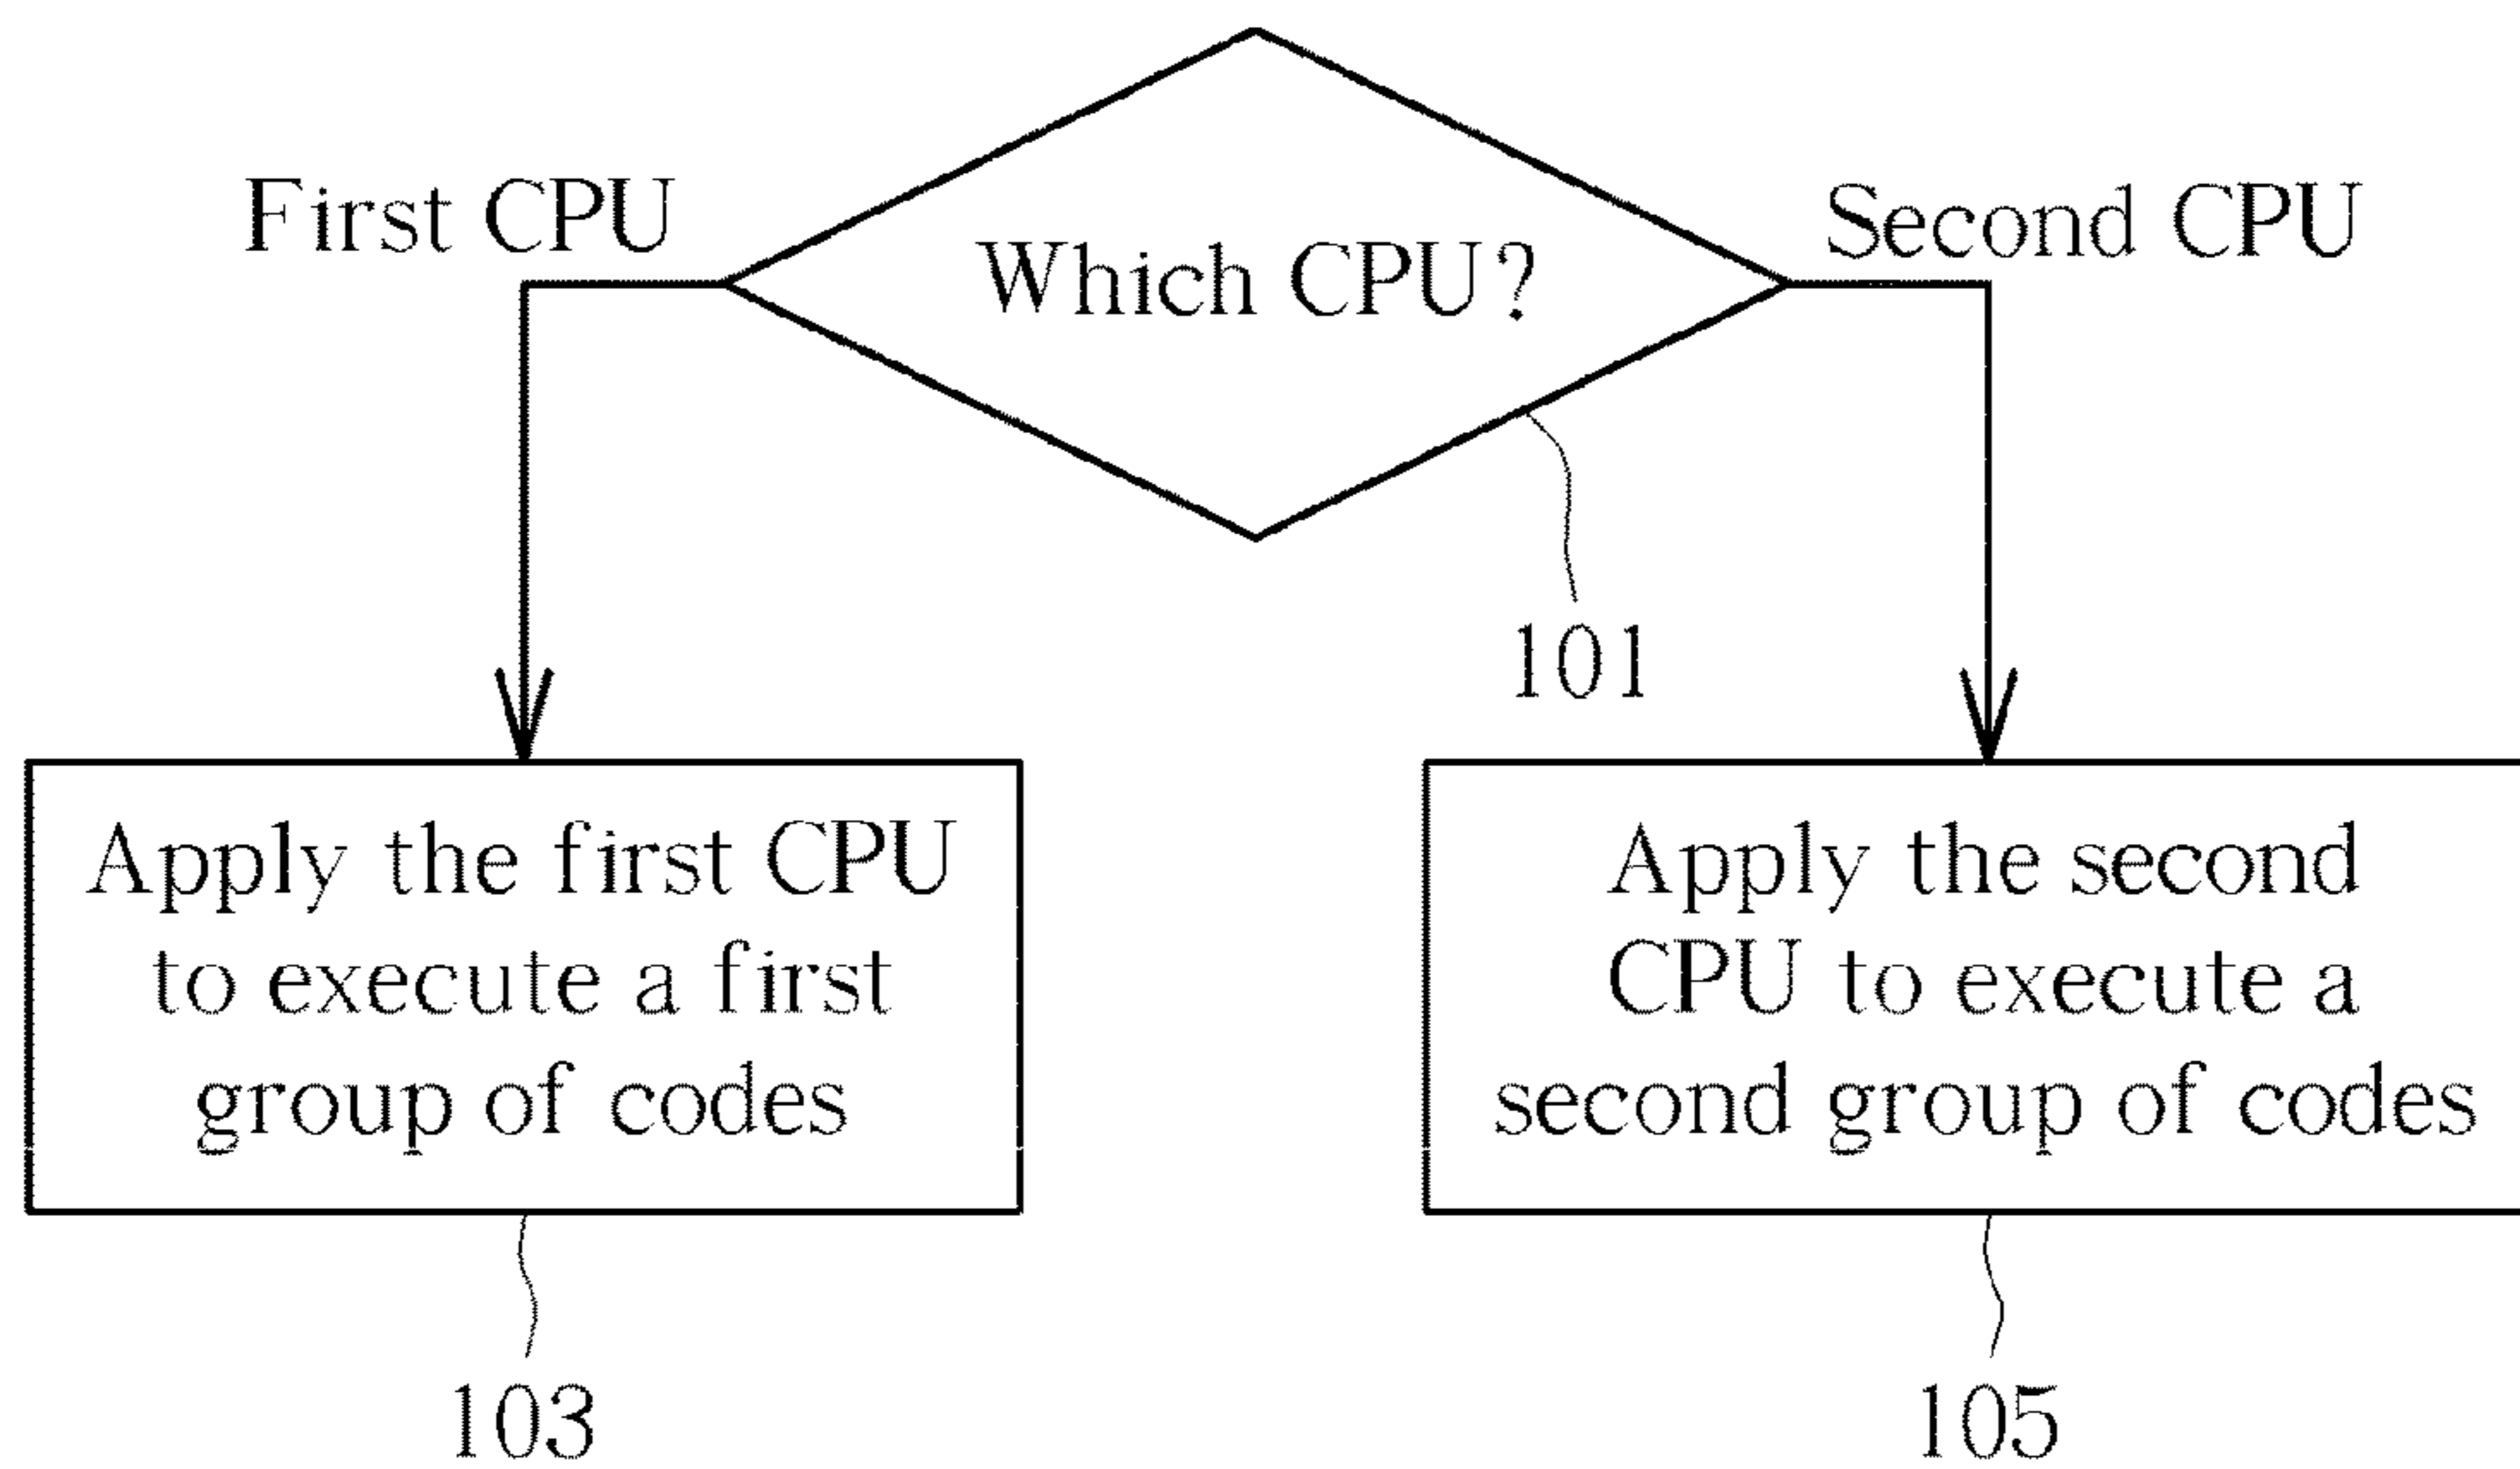 First CPU
Which CPU?
Second CPU
101
Apply the first CPU
to execute a first
group of codes
Apply the second
CPU to execute a
second group of codes
103
105